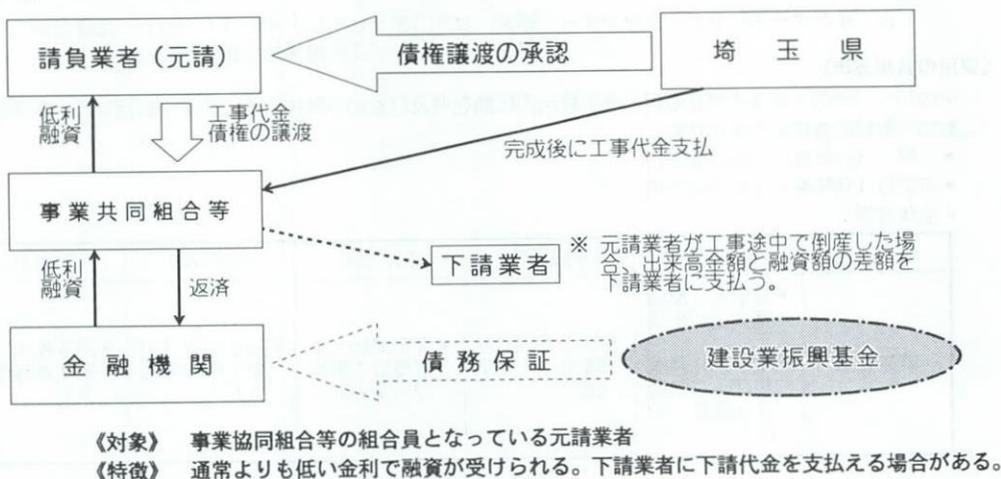 請負業者（元請）
債権譲渡の承認
埼玉県
低利
融資
工事代金
債権の譲渡
完成後に工事代金支払
事業共同組合等
下請業者
※ 元請業者が工事途中で倒産した場
合、出来高金額と融資額の差額を
下請業者に支払う。
低利
融資
返済
金融機関
債務保証
建設業振興基金
《対象》 事業協同組合等の組合員となっている元請業者
《特徴》 通常よりも低い金利で融資が受けられる。下請業者に下請代金を支払える場合がある。